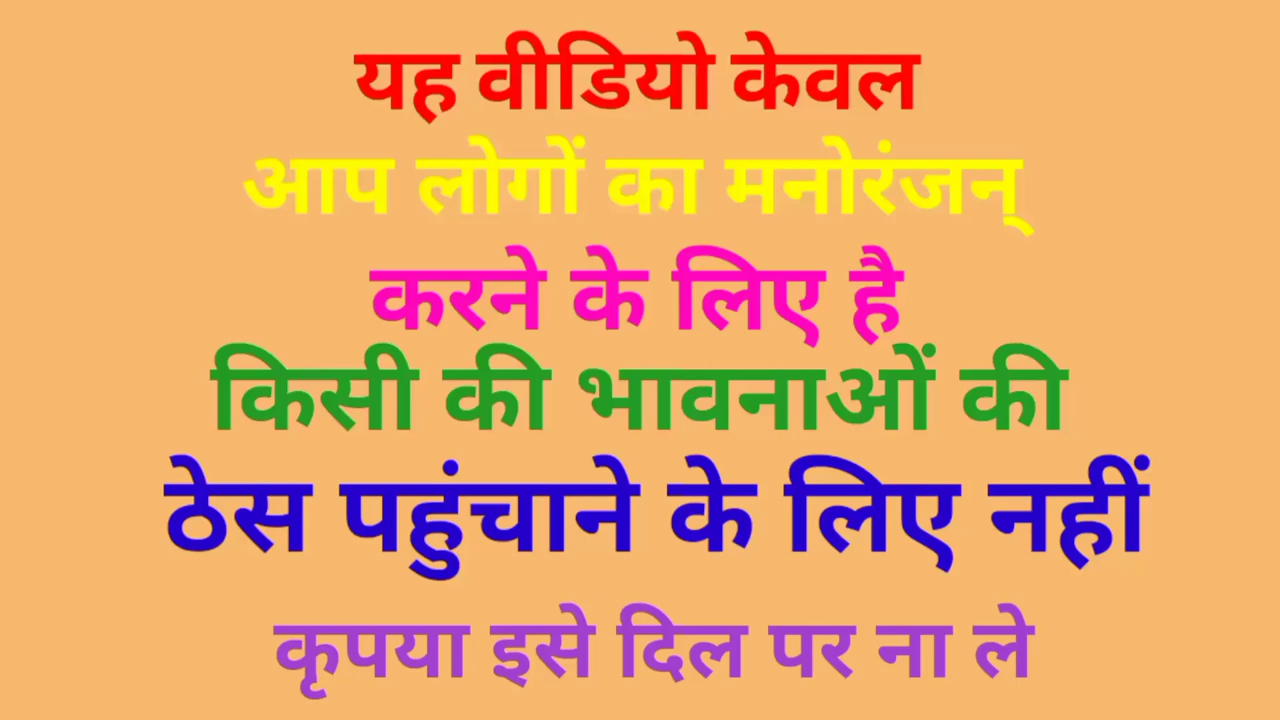 यह वीडियो केवल
आप लोगों का मनोरंजन्
करने के लिए है
किसी की भावनाओं की
ठेस पहुंचाने के लिए नहीं
कृपया इसे दिल पर ना ले